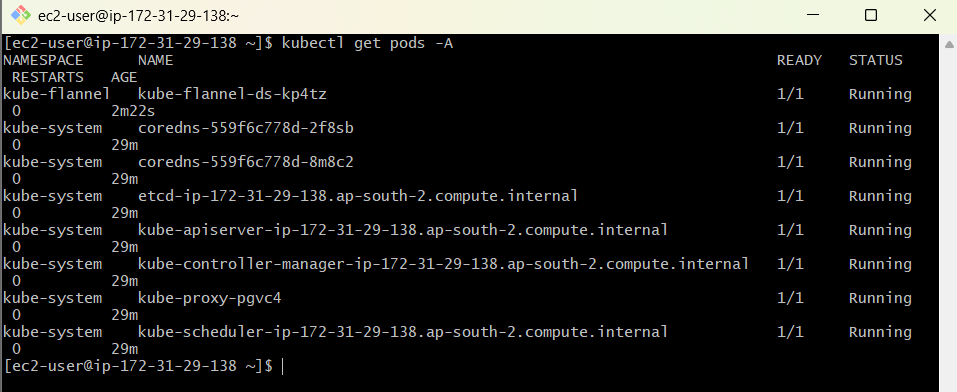 ec2-user@ip-172-31-29-138:~
[ec2-user@ip-172-31-29-138 ~]$ kubectl get pods -A
NAMESPACE      NAME                                                                   READY   STATUS
 RESTARTS   AGE
kube-flannel   kube-flannel-ds-kp4tz                                                  1/1     Running
 0          2m22s
kube-system    coredns-559f6c778d-2f8sb                                               1/1     Running
 0          29m
kube-system    coredns-559f6c778d-8m8c2                                               1/1     Running
 0          29m
kube-system    etcd-ip-172-31-29-138.ap-south-2.compute.internal                      1/1     Running
 0          29m
kube-system    kube-apiserver-ip-172-31-29-138.ap-south-2.compute.internal            1/1     Running
 0          29m
kube-system    kube-controller-manager-ip-172-31-29-138.ap-south-2.compute.internal   1/1     Running
 0          29m
kube-system    kube-proxy-pgvc4                                                       1/1     Running
 0          29m
kube-system    kube-scheduler-ip-172-31-29-138.ap-south-2.compute.internal            1/1     Running
 0          29m
[ec2-user@ip-172-31-29-138 ~]$